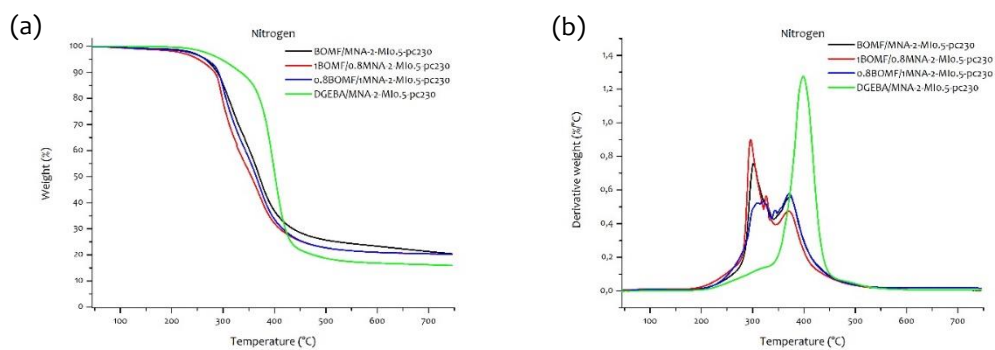 (a)
Nitrogen
BOMF/MNA-2-MI0.5-pc230
1BOMF/0.8MNA-2-MI0.5-pc230
0.8BOMF/1MNA-2-MI0.5-pc230
DGEBA/MNA-2-MI0.5-pc230
Weight (%)
100
90
80
70
60
50
40
30
20
10
0
100 200 300 400 500 600 700
Temperature (°C)
(b)
Nitrogen
BOMF/MNA-2-MI0.5-pc230
1BOMF/0.8MNA-2-MI0.5-pc230
0.8BOMF/1MNA-2-MI0.5-pc230
DGEBA/MNA-2-MI0.5-pc230
Derivative weight (%/°C)
1,4
1,2
1,0
0,8
0,6
0,4
0,2
0,0
100 200 300 400 500 600 700
Temperature (°C)